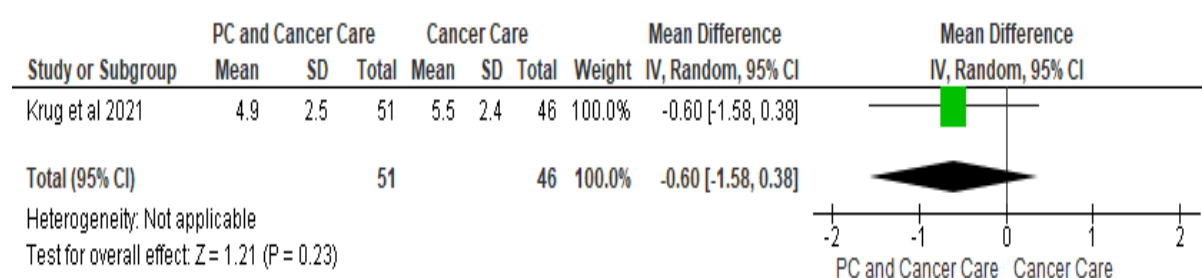 PC and Cancer Care Cancer Care Mean Difference Mean Difference
Study or Subgroup Mean SD Total Mean SD Total Weight IV, Random, 95% CI IV, Random, 95% CI
Krug et al 2021 4.9 2.5 51 5.5 2.4 46 100.0% -0.60 [-1.58, 0.38]
Total (95% CI) 51 46 100.0% -0.60 [-1.58, 0.38]
Heterogeneity: Not applicable
Test for overall effect: Z = 1.21 (P = 0.23)
-2 -1 0 1 2
PC and Cancer Care Cancer Care